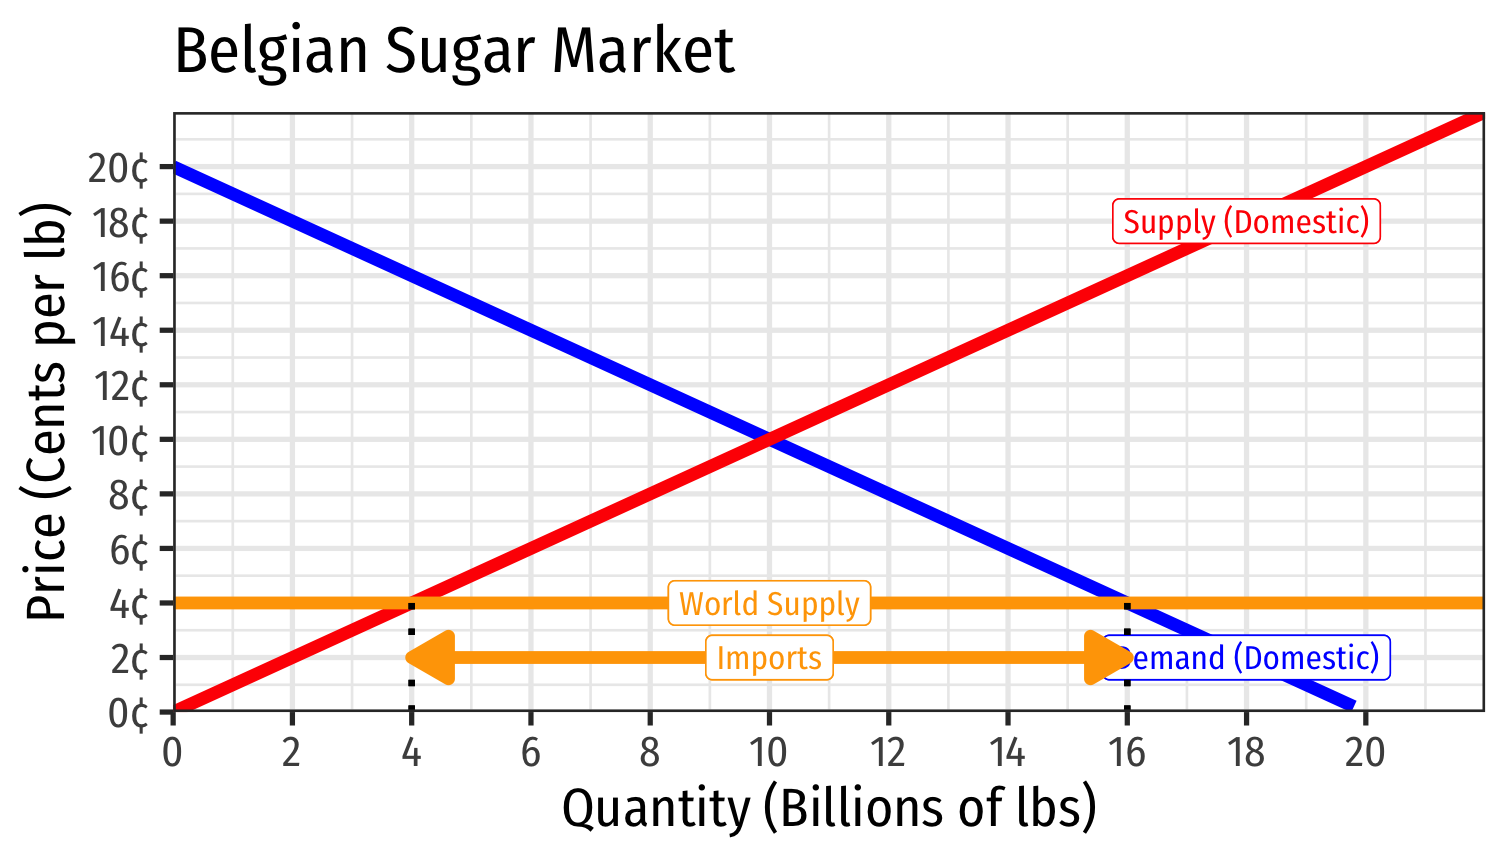 Belgian Sugar Market
Price (Cents per lb)
20¢
18¢
16¢
14¢
12¢
10¢
8¢
6¢
4¢
2¢
0¢
Supply (Domestic)
World Supply
Imports
Demand (Domestic)
0 2 4 6 8 10 12 14 16 18 20
Quantity (Billions of lbs)